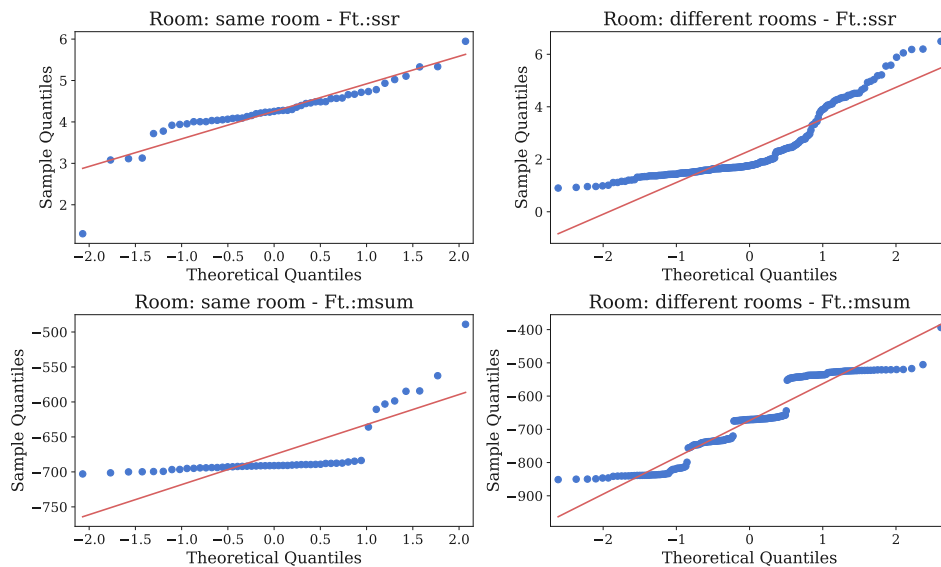 Room: same room - Ft.:ssr
6
5
4
3
2
Sample Quantiles
−2.0 −1.5 −1.0 −0.5 0.0 0.5 1.0 1.5 2.0
Theoretical Quantiles
Room: different rooms - Ft.:ssr
6
4
2
0
Sample Quantiles
−2 −1 0 1 2
Theoretical Quantiles
Room: same room - Ft.:msum
−500
−550
−600
−650
−700
−750
Sample Quantiles
−2.0 −1.5 −1.0 −0.5 0.0 0.5 1.0 1.5 2.0
Theoretical Quantiles
Room: different rooms - Ft.:msum
−400
−500
−600
−700
−800
−900
Sample Quantiles
−2 −1 0 1 2
Theoretical Quantiles